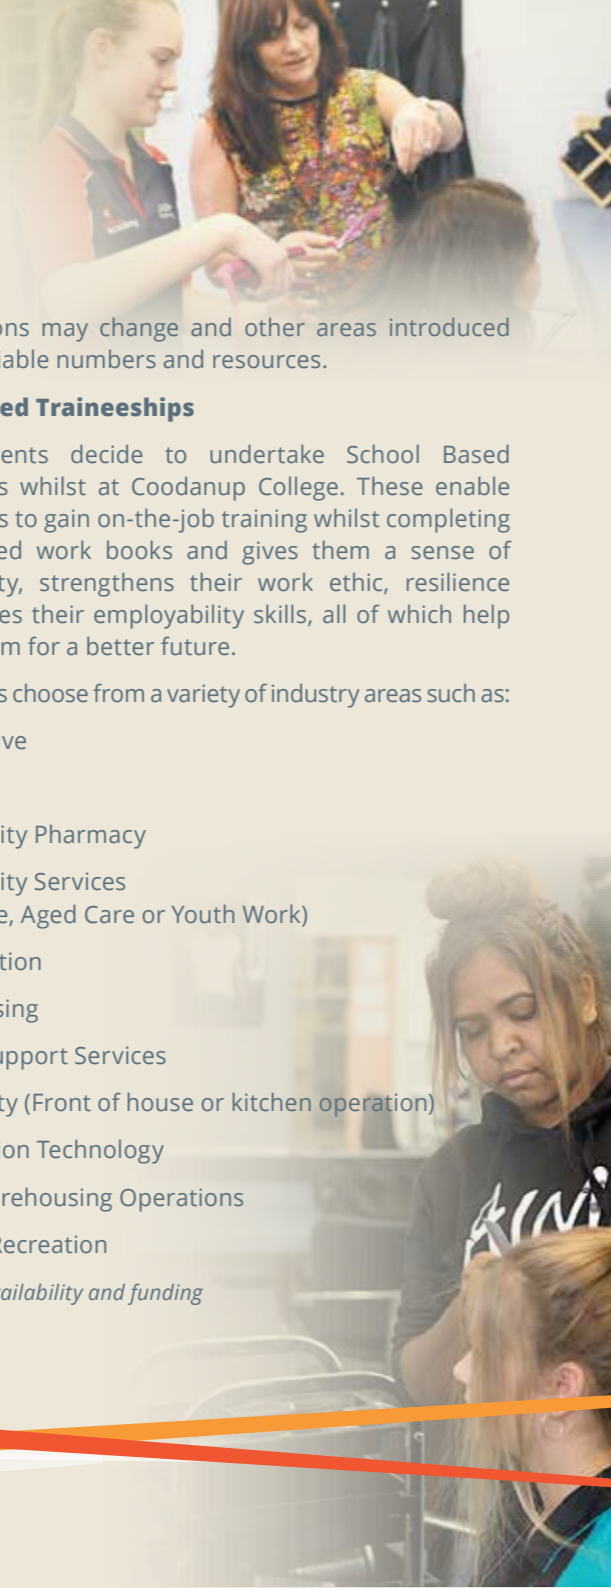 ons may change and other areas introduced
iable numbers and resources.
ed Traineeships
ents decide to undertake School Based
s whilst at Coodanup College. These enable
s to gain on-the-job training whilst completing
ed work books and gives them a sense of
ty, strengthens their work ethic, resilience
es their employability skills, all of which help
m for a better future.
s choose from a variety of industry areas such as:
ve
ity Pharmacy
ity Services
e, Aged Care or Youth Work)
tion
sing
upport Services
ty (Front of house or kitchen operation)
ion Technology
rehousing Operations
Recreation
ailability and funding